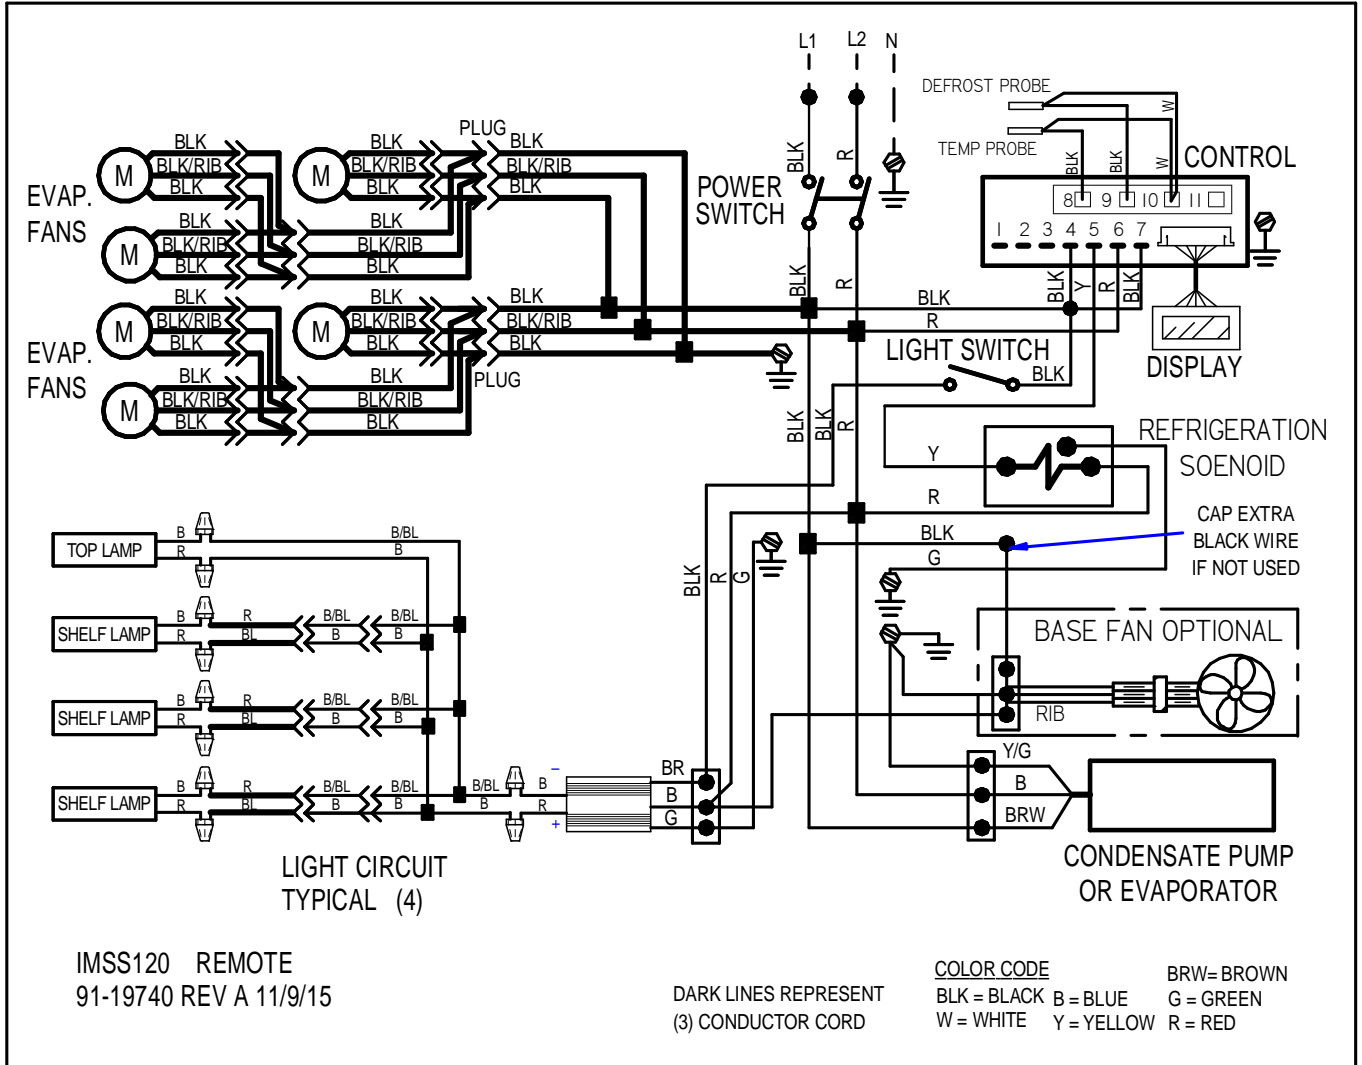 L1 L2 N
DEFROST PROBE
W
TEMP PROBE
BLK BLK W
CONTROL
8 9 10 11
1 2 3 4 5 6 7
BLK Y R BLK
DISPLAY
POWER
SWITCH
BLK R
BLK R
PLUG
BLK BLK BLK
M BLK/RIB M BLK/RIB BLK/RIB
BLK BLK BLK
EVAP.
FANS
BLK BLK
M BLK/RIB BLK/RIB
BLK BLK
BLK BLK BLK
M BLK/RIB M BLK/RIB BLK/RIB
BLK BLK BLK
EVAP.
FANS
PLUG
BLK BLK
M BLK/RIB BLK/RIB
BLK BLK
BLK
R
LIGHT SWITCH
BLK
BLK BLK R
REFRIGERATION
SOENOID
Y
R
CAP EXTRA
BLACK WIRE
IF NOT USED
BLK
G
BLK R G
BASE FAN OPTIONAL
RIB
TOP LAMP B B/BL
R B
SHELF LAMP B R B/BL B/BL
R BL B B
SHELF LAMP B R B/BL B/BL
R BL B B
SHELF LAMP B R B/BL B/BL B/BL B −
R BL B B B R +
BR
B
G
Y/G
B
BRW
CONDENSATE PUMP
OR EVAPORATOR
LIGHT CIRCUIT
TYPICAL (4)
IMSS120 REMOTE
91-19740 REV A 11/9/15
DARK LINES REPRESENT
(3) CONDUCTOR CORD
COLOR CODE
BLK = BLACK B = BLUE BRW= BROWN
W = WHITE Y = YELLOW G = GREEN
R = RED